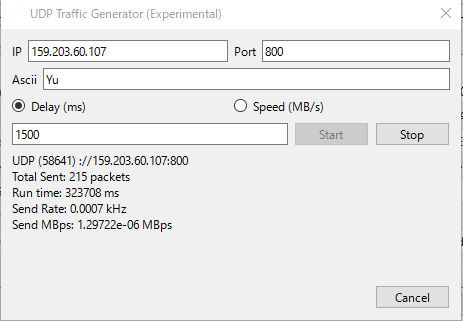 UDP Traffic Generator (Experimental)
IP 159.203.60.107 Port 800
Ascii Yu
Delay (ms) Speed (MB/s)
1500 Start Stop
UDP (58641) ://159.203.60.107:800
Total Sent: 215 packets
Run time: 323708 ms
Send Rate: 0.0007 kHz
Send MBps: 1.29722e-06 MBps
Cancel